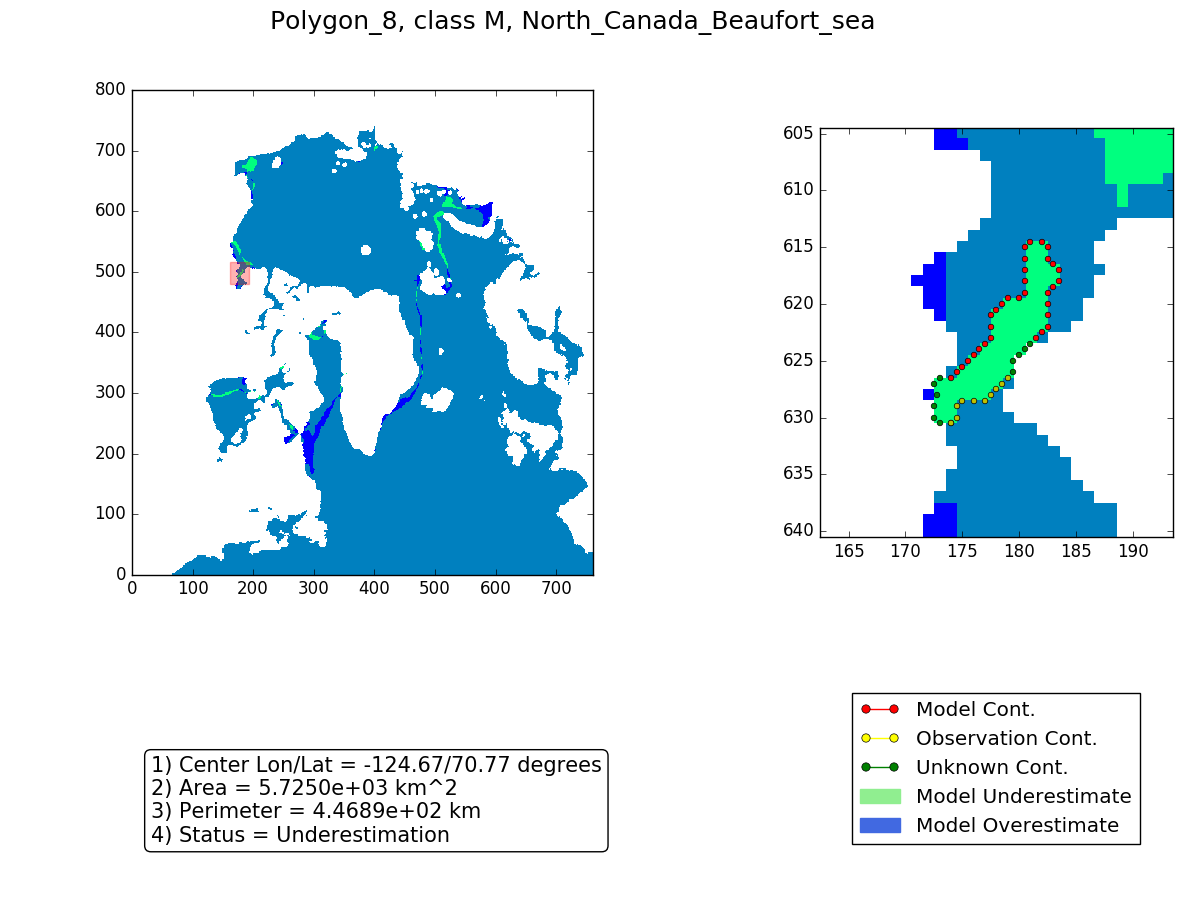 Polygon_8, class M, North_Canada_Beaufort_sea
800
700
600
500
400
300
200
100
0
0 100 200 300 400 500 600 700
605
610
615
620
625
630
635
640
165 170 175 180 185 190
1) Center Lon/Lat = -124.67/70.77 degrees
2) Area = 5.7250e+03 km^2
3) Perimeter = 4.4689e+02 km
4) Status = Underestimation
Model Cont.
Observation Cont.
Unknown Cont.
Model Underestimate
Model Overestimate